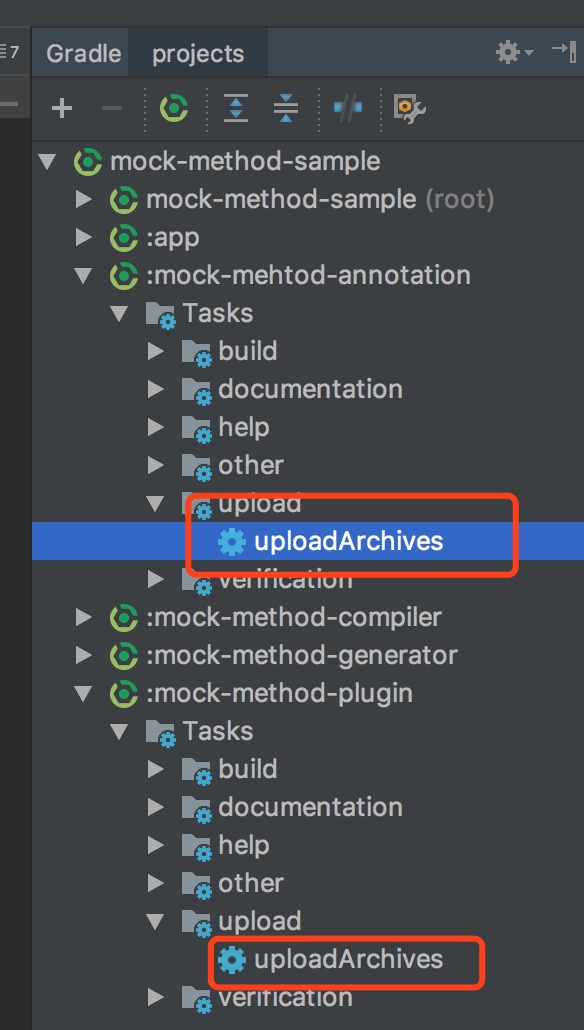 7
Gradle projects
mock-method-sample
mock-method-sample (root)
:app
:mock-mehtod-annotation
Tasks
build
documentation
help
other
upload
uploadArchives
verification
:mock-method-compiler
:mock-method-generator
:mock-method-plugin
Tasks
build
documentation
help
other
upload
uploadArchives
verification